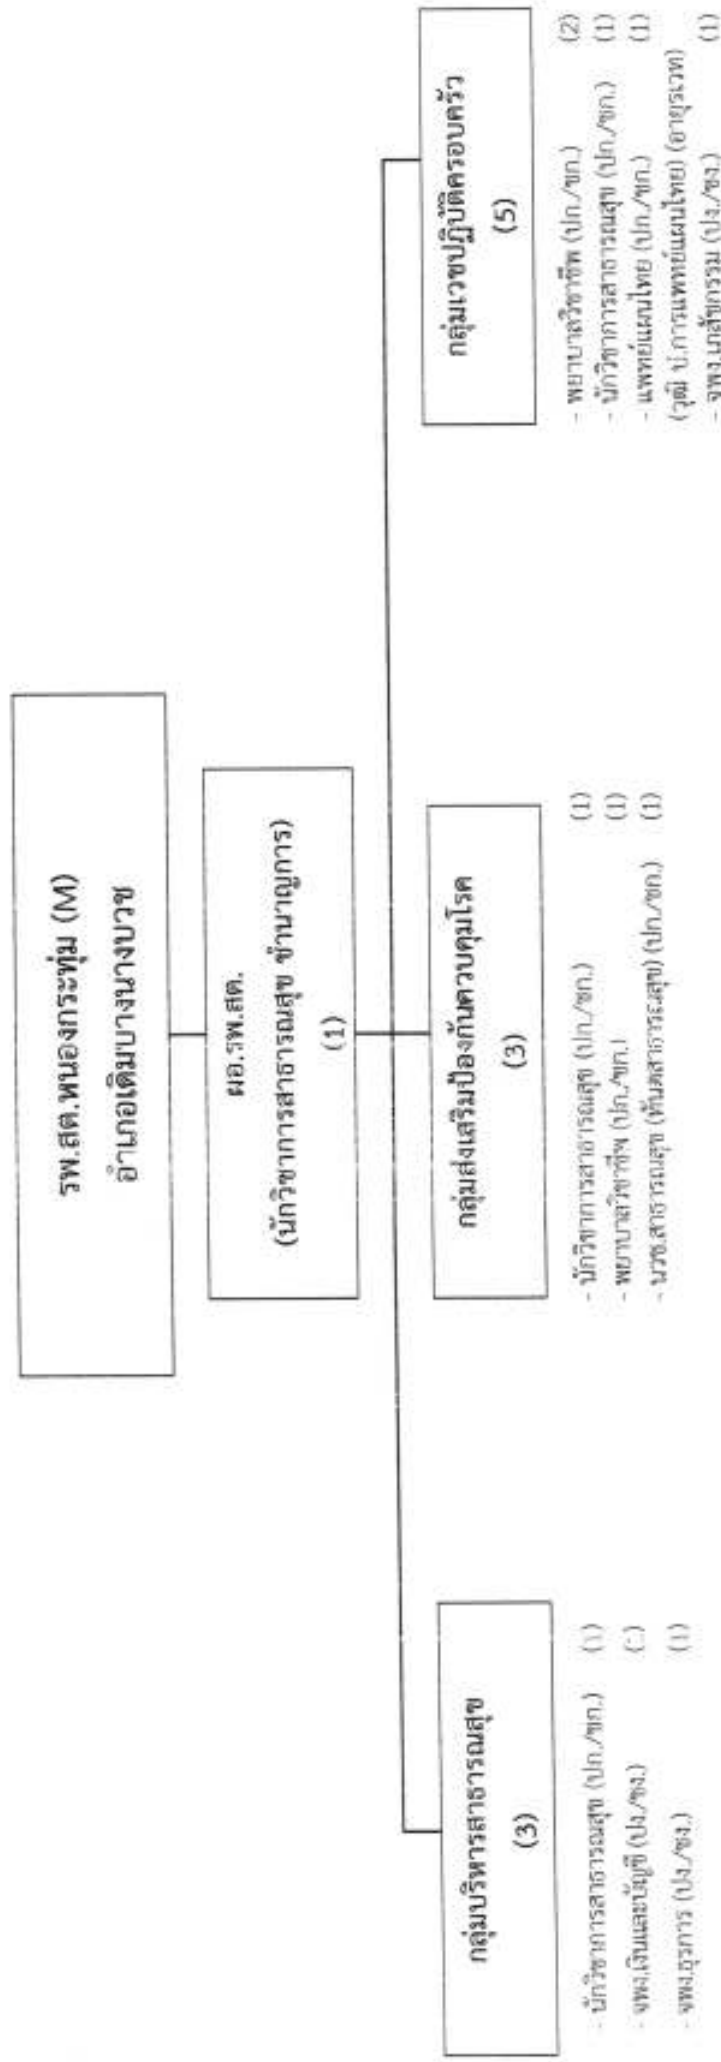 รพ.สต.หนองกระทุ่ม (M)
อำเภอเดิมบางนางบวช
ผอ.รพ.สต.
(นักวิชาการสาธารณสุข ชำนาญการ)
(1)
กลุ่มบริหารสาธารณสุข
(3)
- นักวิชาการสาธารณสุข (ปก./ชก.) (1)
- จพง.เงินและบัญชี (ปง./ชง.)
- จพง.ธุรการ (ปง./ชง.) (1)
กลุ่มส่งเสริมป้องกันควบคุมโรค
(3)
- นักวิชาการสาธารณสุข (ปก./ชก.) (1)
- พยาบาลวิชาชีพ (ปก./ชก.) (1)
- นวช.สาธารณสุข (ทันตสาธารณสุข) (ปก./ชก.) (1)
กลุ่มเวชปฏิบัติครอบครัว
(5)
- พยาบาลวิชาชีพ (ปก./ชก.) (2)
- นักวิชาการสาธารณสุข (ปก./ชก.) (1)
- แพทย์แผนไทย (ปก./ชก.) (1)
(วุฒิ ป.การแพทย์แผนไทย) (อายุรเวท)
- จพง.เภสัชกรรม (ปง./ชง.) (1)